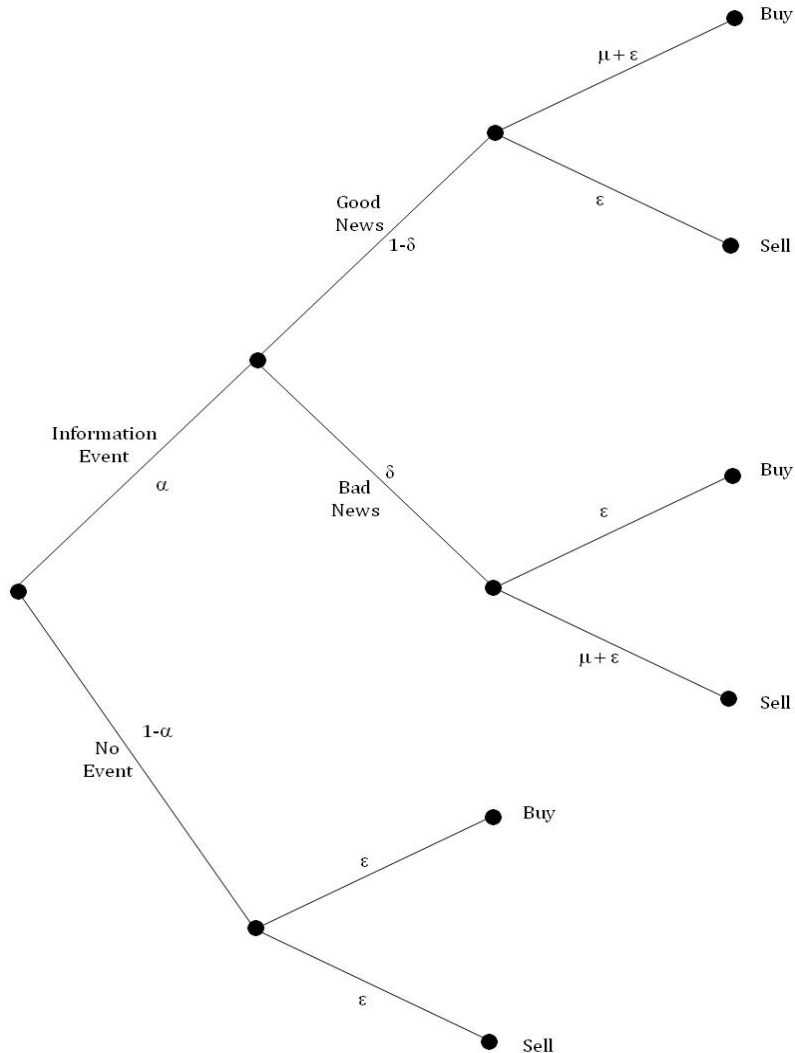 Buy
μ + ε
Good
News
1-δ
ε
Sell
Information
Event
α
δ
Bad
News
Buy
ε
μ + ε
Sell
1-α
No
Event
Buy
ε
ε
Sell